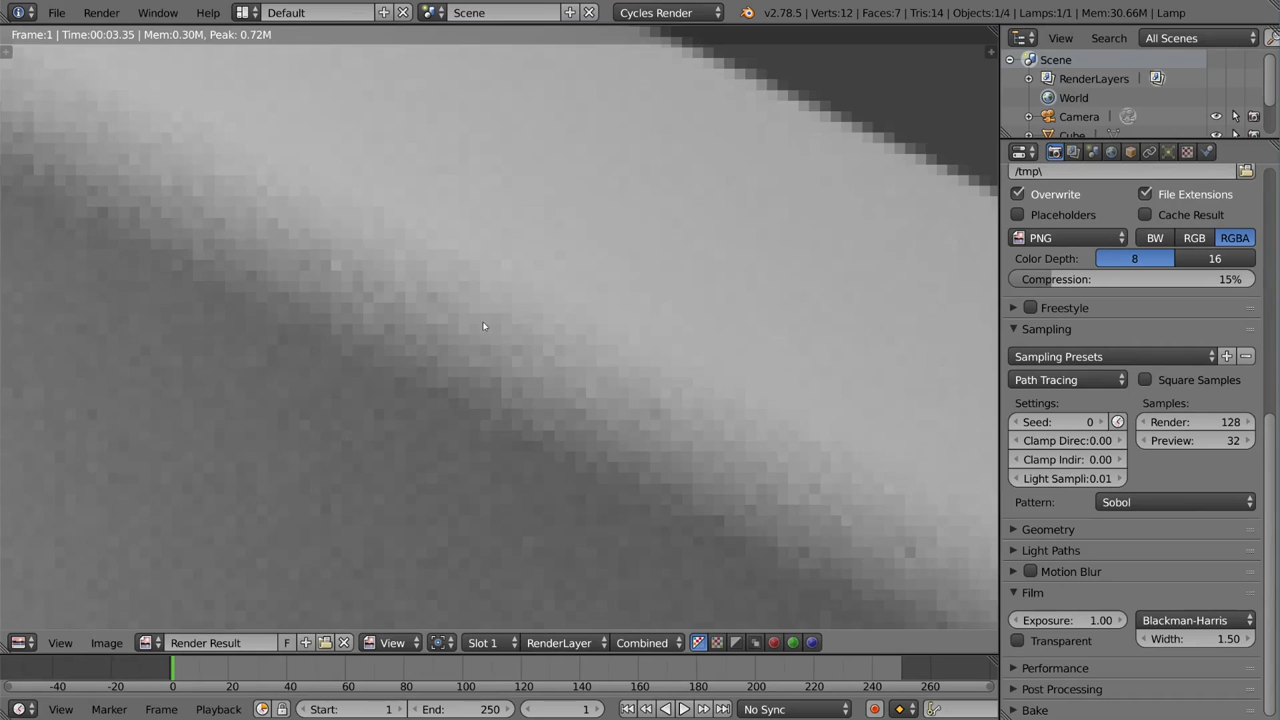 File Render Window Help Default Scene Cycles Render v2.78.5 | Verts:12 | Faces:7 | Tris:14 | Objects:1/4 | Lamps:1/1 | Mem:30.66M | Lamp
Frame:1 | Time:00:03.35 | Mem:0.30M, Peak: 0.72M
View Search All Scenes
Scene
RenderLayers
World
Camera
Cube
/tmp\
Overwrite File Extensions
Placeholders Cache Result
PNG BW RGB RGBA
Color Depth: 8 16
Compression: 15%
Freestyle
Sampling
Sampling Presets
Path Tracing Square Samples
Settings: Samples:
Seed: 0 Render: 128
Clamp Direc:0.00 Preview: 32
Clamp Indir: 0.00
Light Sampli:0.01
Pattern: Sobol
Geometry
Light Paths
Motion Blur
Film
Exposure: 1.00 Blackman-Harris
Transparent Width: 1.50
Performance
Post Processing
Bake
View Image Render Result F View Slot 1 RenderLayer Combined
-40 -20 0 20 40 60 80 100 120 140 160 180 200 220 240 260
View Marker Frame Playback Start: 1 End: 250 1 No Sync